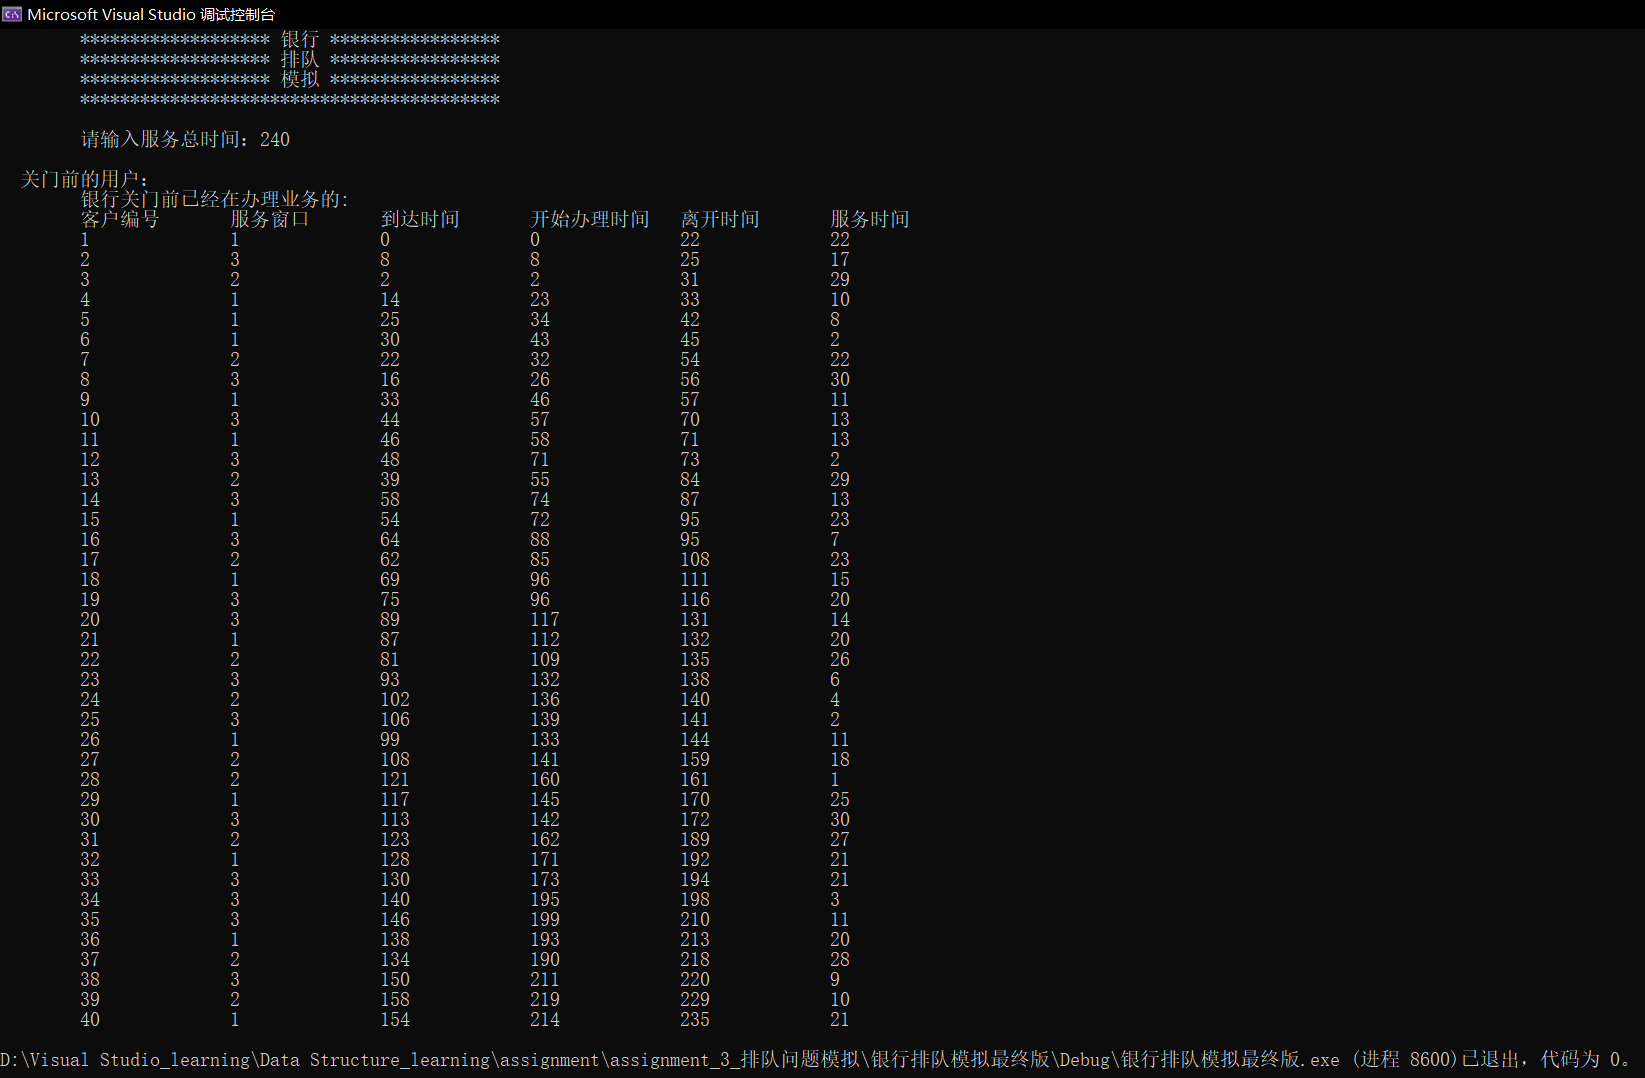 Microsoft Visual Studio 调试控制台
******************* 银行 *****************
******************* 排队 *****************
******************* 模拟 *****************
******************************************
请输入服务总时间：240
关门前的用户：
银行关门前已经在办理业务的:
客户编号 服务窗口 到达时间 开始办理时间 离开时间 服务时间
1 1 0 0 22 22
2 3 8 8 25 17
3 2 2 2 31 29
4 1 14 23 33 10
5 1 25 34 42 8
6 1 30 43 45 2
7 2 22 32 54 22
8 3 16 26 56 30
9 1 33 46 57 11
10 3 44 57 70 13
11 1 46 58 71 13
12 3 48 71 73 2
13 2 39 55 84 29
14 3 58 74 87 13
15 1 54 72 95 23
16 3 64 88 95 7
17 2 62 85 108 23
18 1 69 96 111 15
19 3 75 96 116 20
20 3 89 117 131 14
21 1 87 112 132 20
22 2 81 109 135 26
23 3 93 132 138 6
24 2 102 136 140 4
25 3 106 139 141 2
26 1 99 133 144 11
27 2 108 141 159 18
28 2 121 160 161 1
29 1 117 145 170 25
30 3 113 142 172 30
31 2 123 162 189 27
32 1 128 171 192 21
33 3 130 173 194 21
34 3 140 195 198 3
35 3 146 199 210 11
36 1 138 193 213 20
37 2 134 190 218 28
38 3 150 211 220 9
39 2 158 219 229 10
40 1 154 214 235 21
D:\Visual Studio_learning\Data Structure_learning\assignment\assignment_3_排队问题模拟\银行排队模拟最终版\Debug\银行排队模拟最终版.exe (进程 8600)已退出，代码为 0。